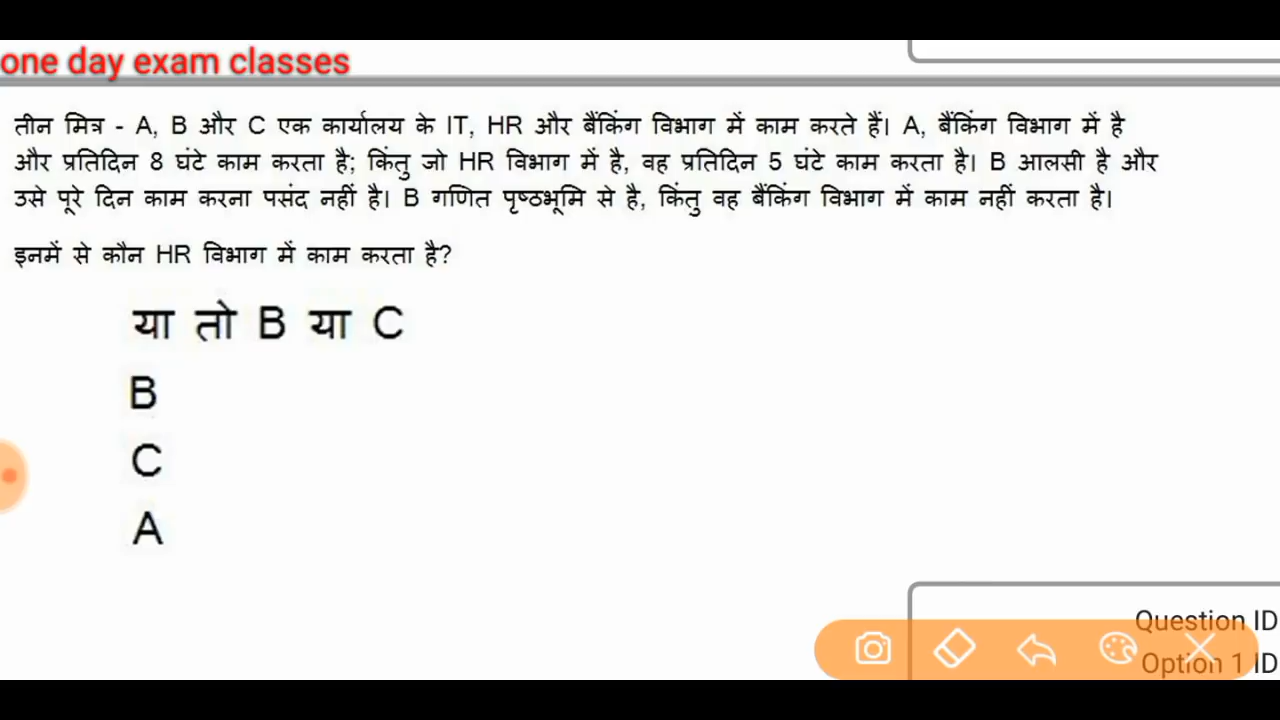 one day exam classes
तीन मित्र - A, B और C एक कार्यालय के IT, HR और बैंकिंग विभाग में काम करते हैं। A, बैंकिंग विभाग में है
और प्रतिदिन 8 घंटे काम करता है; किंतु जो HR विभाग में है, वह प्रतिदिन 5 घंटे काम करता है। B आलसी है और
उसे पूरे दिन काम करना पसंद नहीं है। B गणित पृष्ठभूमि से है, किंतु वह बैंकिंग विभाग में काम नहीं करता है।
इनमें से कौन HR विभाग में काम करता है?
या तो B या C
B
C
A
Question ID
Option 1 ID